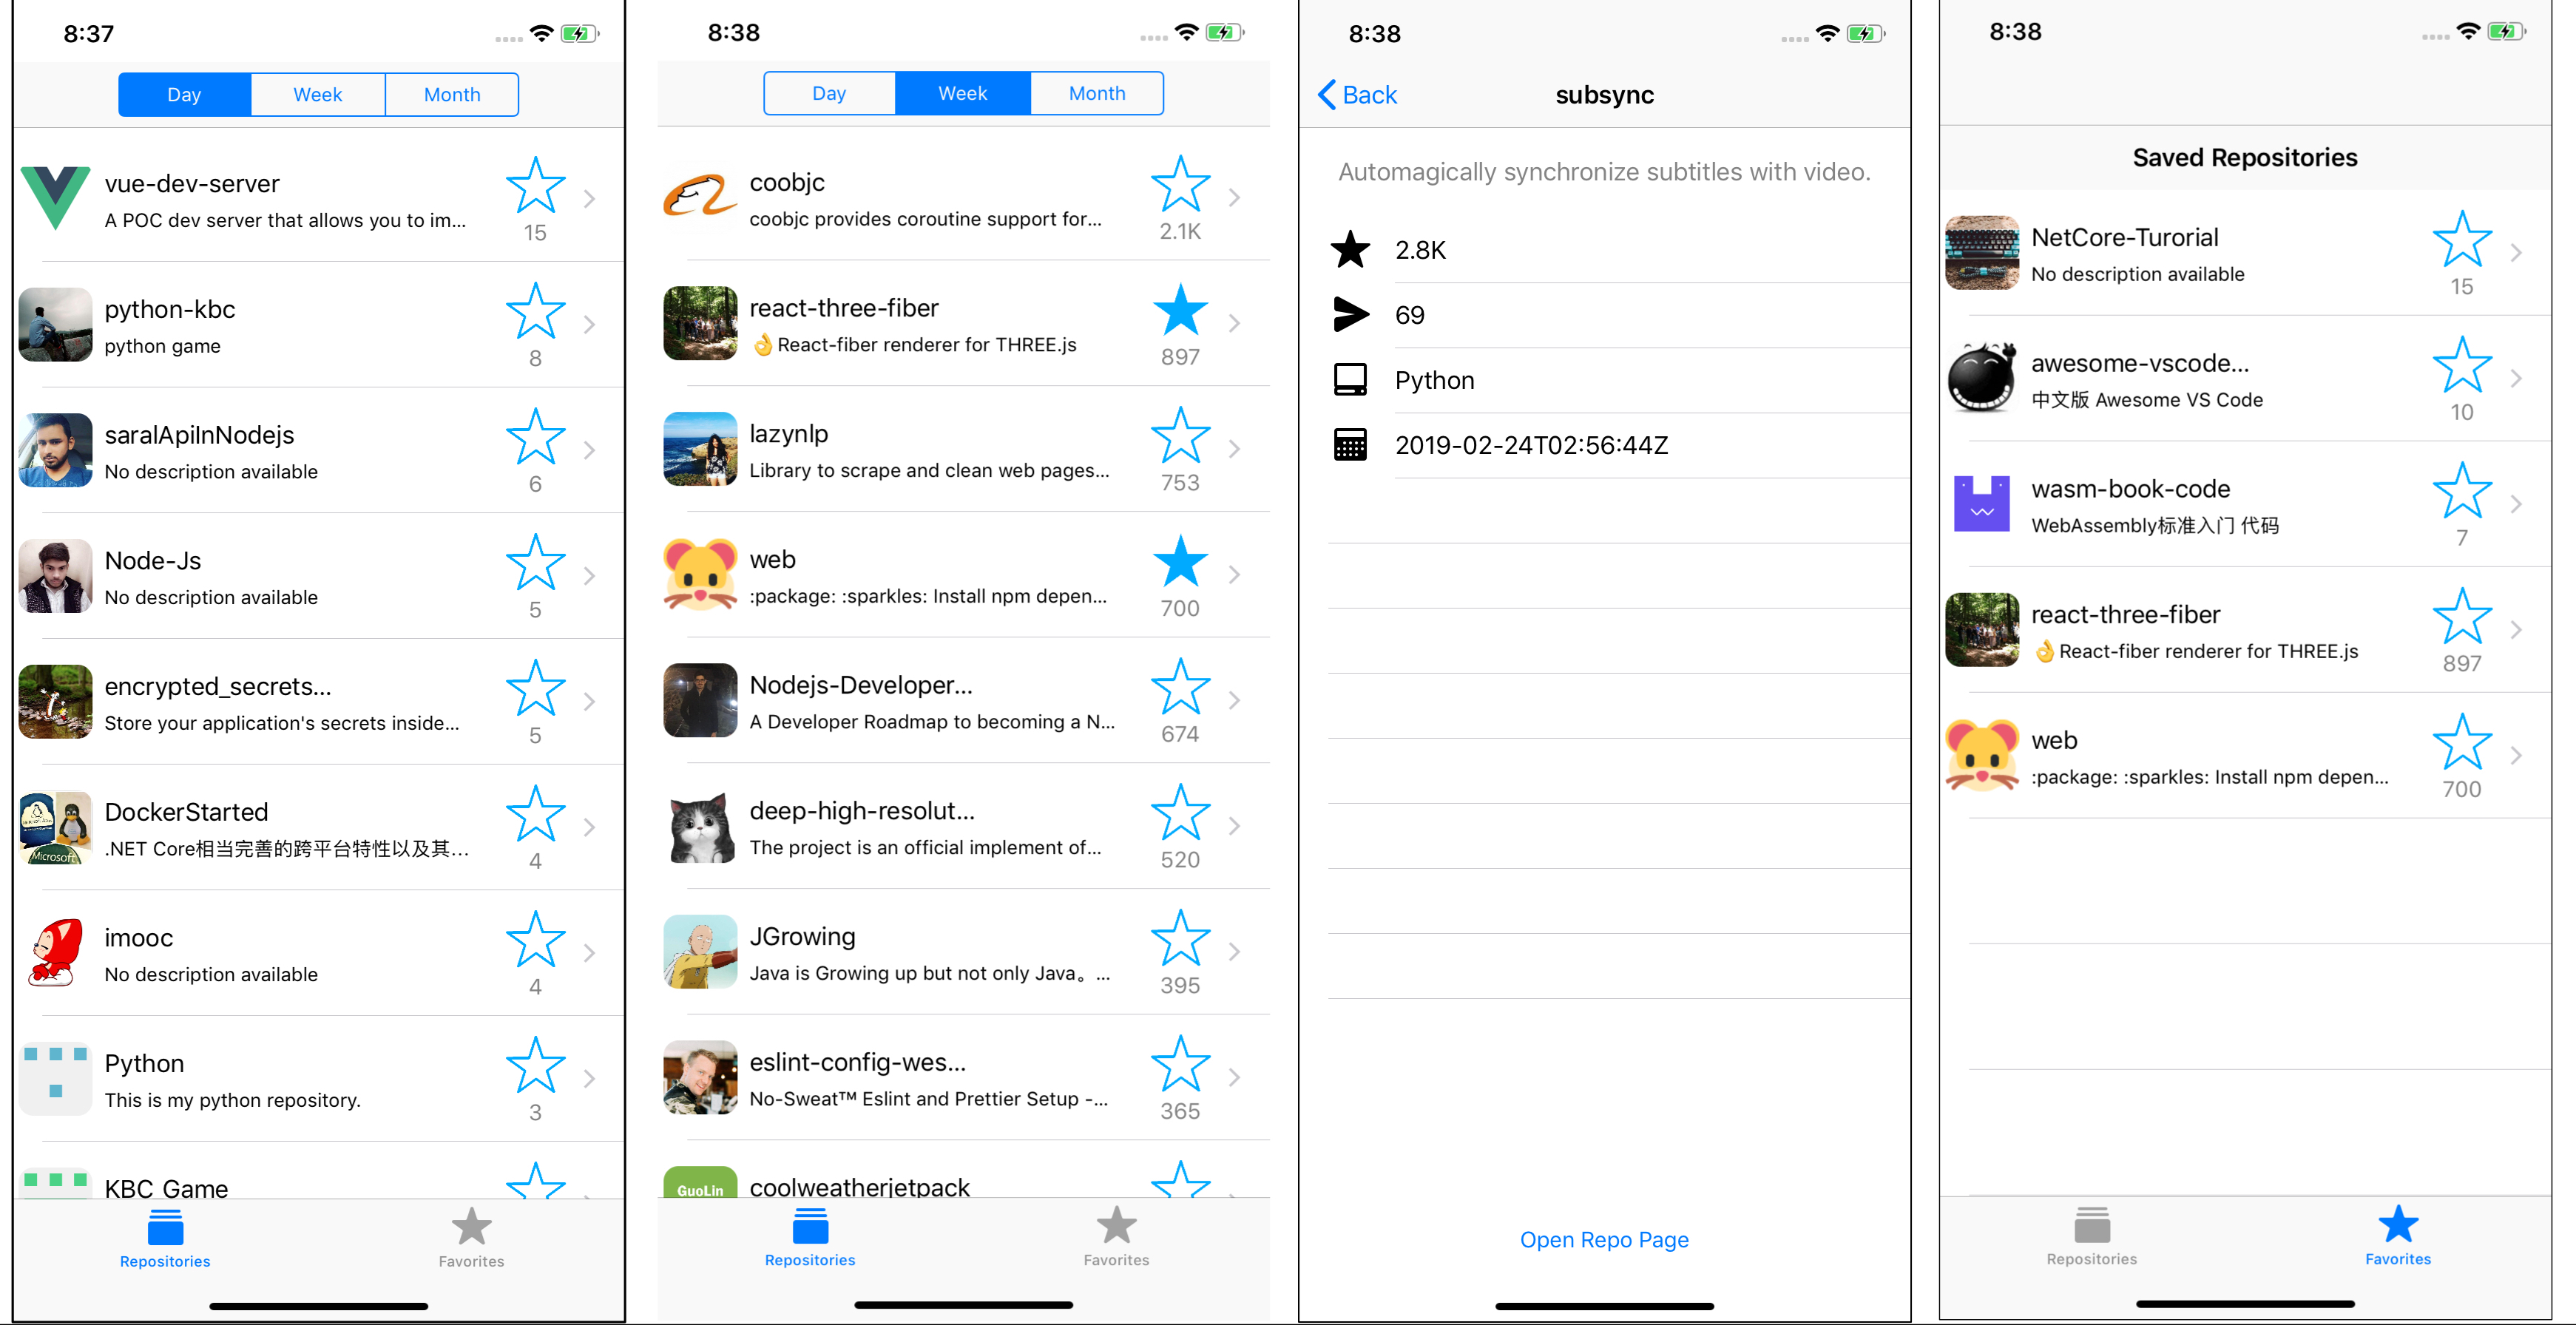 8:37
Day Week Month
vue-dev-server
A POC dev server that allows you to im...
15
python-kbc
python game
8
saralApiInNodejs
No description available
6
Node-Js
No description available
5
encrypted_secrets...
Store your application's secrets inside...
5
DockerStarted
.NET Core相当完善的跨平台特性以及其...
4
Microsoft
imooc
No description available
4
Python
This is my python repository.
3
KBC Game
Repositories Favorites
8:38
Day Week Month
coobjc
coobjc provides coroutine support for...
2.1K
react-three-fiber
👌React-fiber renderer for THREE.js
897
lazynlp
Library to scrape and clean web pages...
753
web
:package: :sparkles: Install npm depen...
700
Nodejs-Developer...
A Developer Roadmap to becoming a N...
674
deep-high-resolut...
The project is an official implement of...
520
JGrowing
Java is Growing up but not only Java。...
395
eslint-config-wes...
No-Sweat™ Eslint and Prettier Setup -...
365
GuoLin
coolweatherjetpack
Repositories Favorites
8:38
Back subsync
Automagically synchronize subtitles with video.
2.8K
69
Python
2019-02-24T02:56:44Z
Open Repo Page
8:38
Saved Repositories
NetCore-Turorial
No description available
15
awesome-vscode...
中文版 Awesome VS Code
10
wasm-book-code
WebAssembly标准入门 代码
7
react-three-fiber
👌React-fiber renderer for THREE.js
897
web
:package: :sparkles: Install npm depen...
700
Repositories Favorites